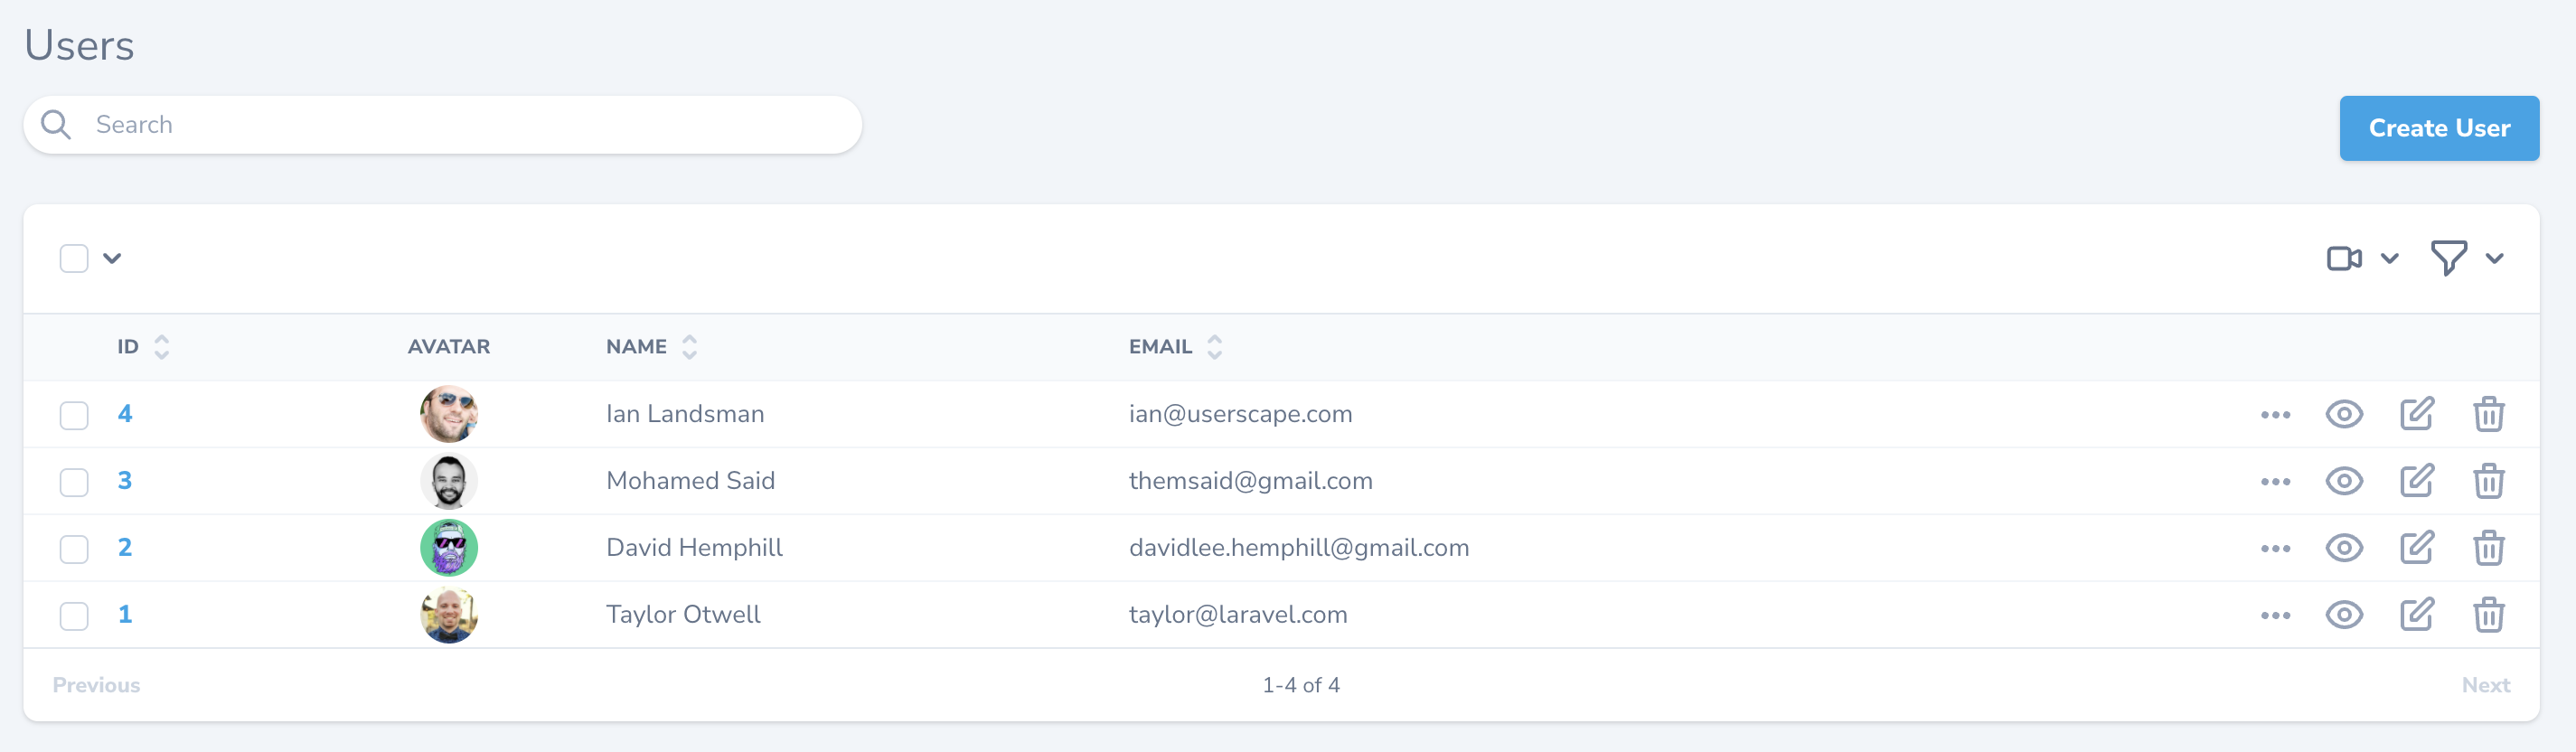 Users
Search
Create User
ID AVATAR NAME EMAIL
4 Ian Landsman ian@userscape.com
3 Mohamed Said themsaid@gmail.com
2 David Hemphill davidlee.hemphill@gmail.com
1 Taylor Otwell taylor@laravel.com
Previous 1-4 of 4 Next